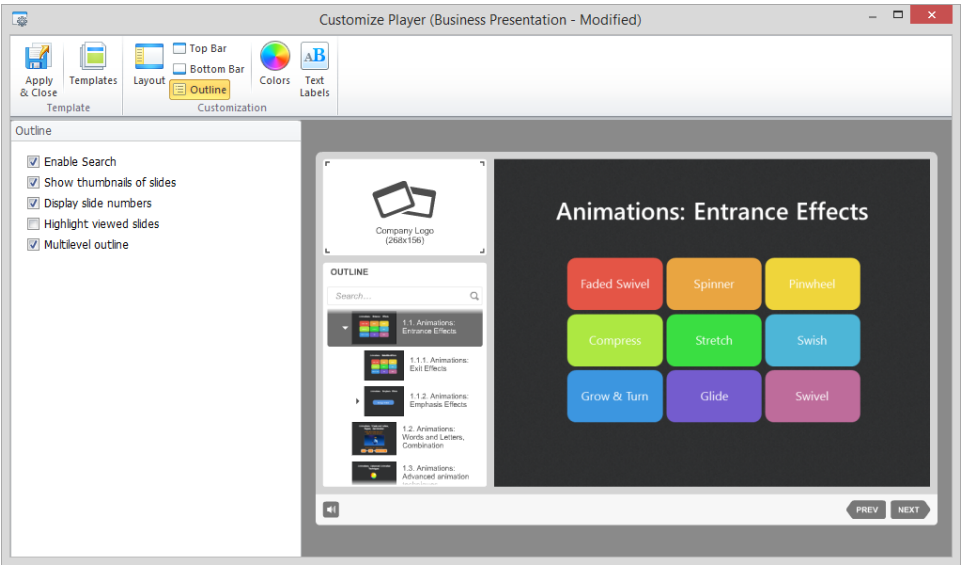 Customize Player (Business Presentation - Modified)
Apply
& Close
Templates
Layout
Top Bar
Bottom Bar
Outline
Colors
AB
Text
Labels
Template
Customization
Outline
Enable Search
Show thumbnails of slides
Display slide numbers
Highlight viewed slides
Multilevel outline
Company Logo
(268x156)
OUTLINE
Search...
1.1. Animations:
Entrance Effects
1.1.1. Animations:
Exit Effects
1.1.2. Animations:
Emphasis Effects
1.2. Animations:
Words and Letters,
Combination
1.3. Animations:
Advanced animation
Animations: Entrance Effects
Faded Swivel
Spinner
Pinwheel
Compress
Stretch
Swish
Grow & Turn
Glide
Swivel
PREV
NEXT